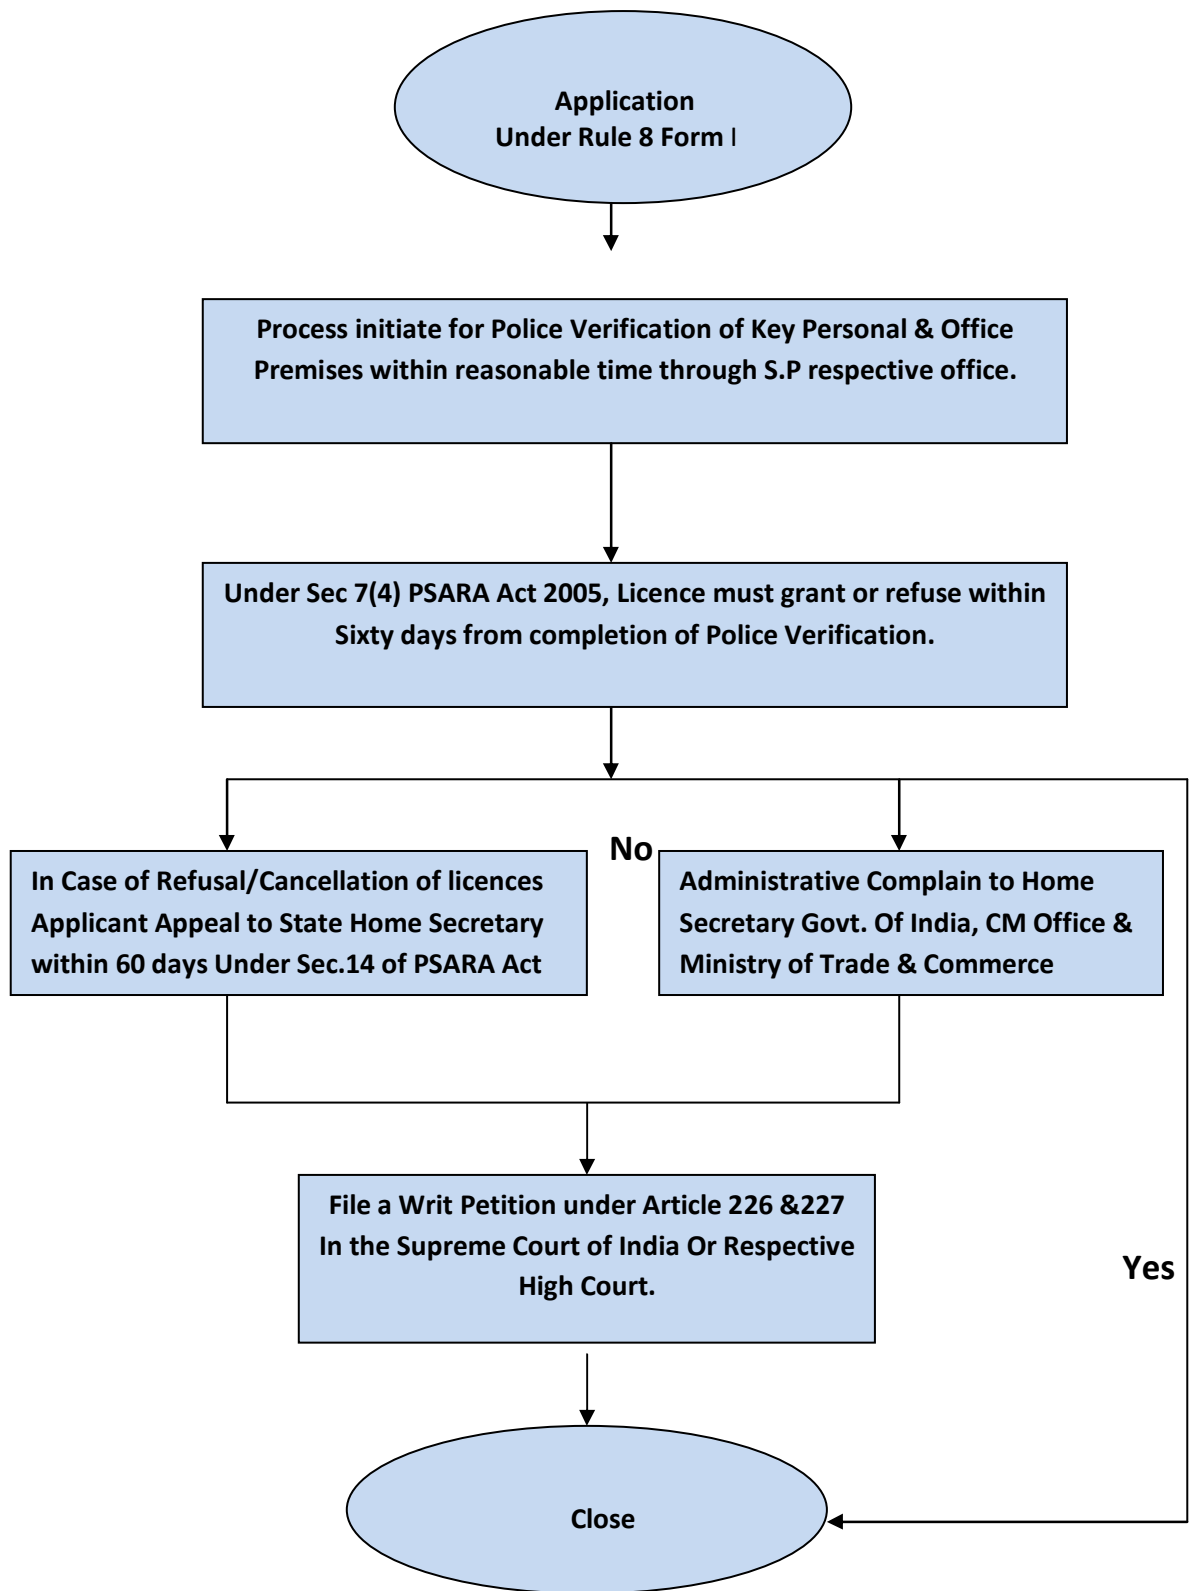 Application
Under Rule 8 Form I
Process initiate for Police Verification of Key Personal & Office
Premises within reasonable time through S.P respective office.
Under Sec 7(4) PSARA Act 2005, Licence must grant or refuse within
Sixty days from completion of Police Verification.
No
In Case of Refusal/Cancellation of licences
Applicant Appeal to State Home Secretary
within 60 days Under Sec.14 of PSARA Act
Administrative Complain to Home
Secretary Govt. Of India, CM Office &
Ministry of Trade & Commerce
File a Writ Petition under Article 226 &227
In the Supreme Court of India Or Respective
High Court.
Yes
Close